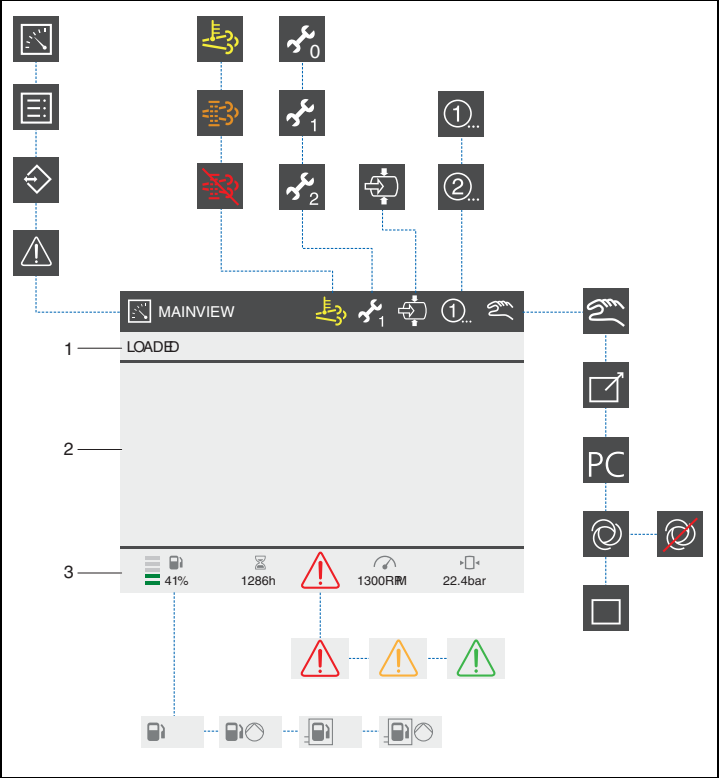 0
1
1...
2
2...
MAINVIEW
1
1...
1
LOADED
PC
2
3
41%
1286h
1300RPM
22.4bar